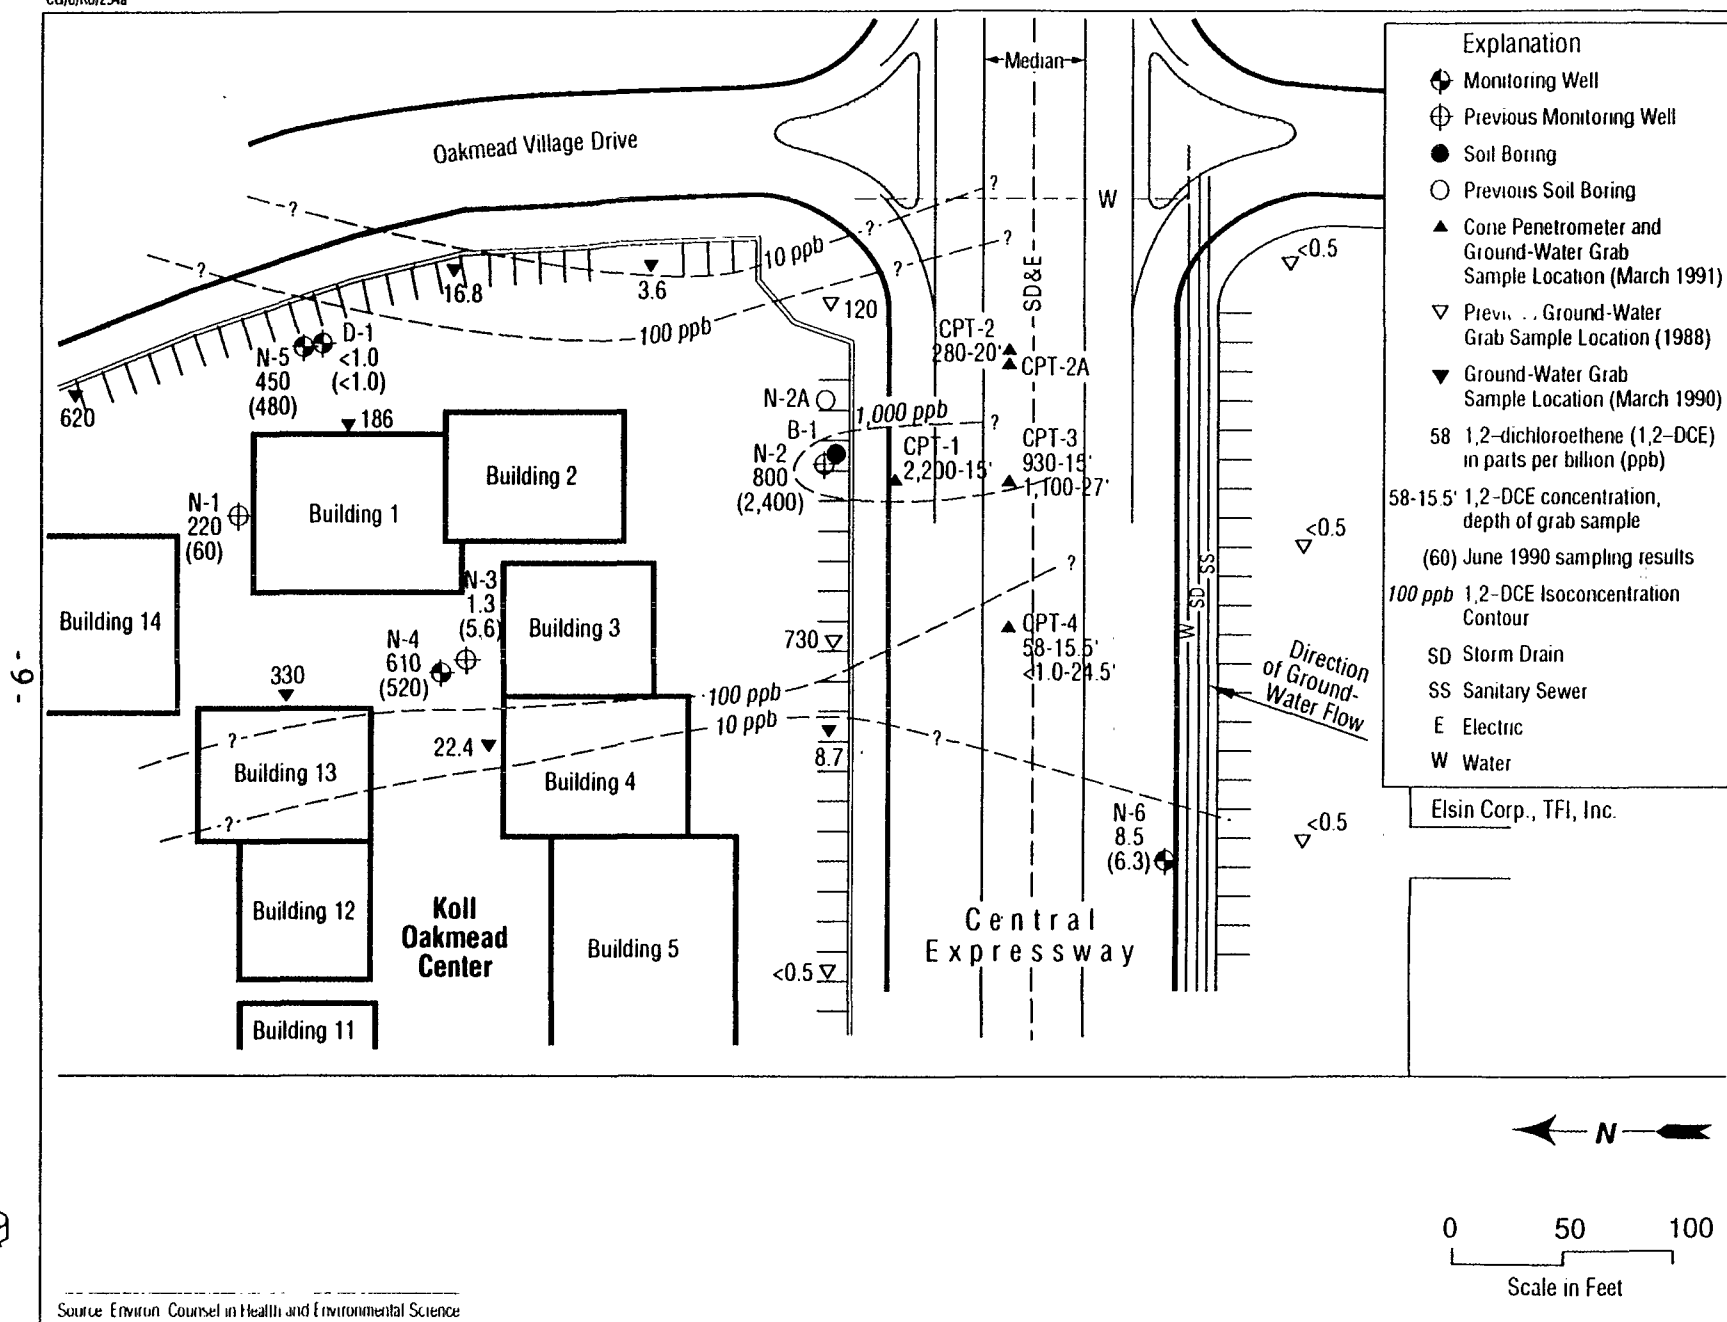 Median
Oakmead Village Drive
?
?
?
W
10 ppb
?
?
?
?
SD&E
<0.5
16.8
3.6
120
100 ppb
D-1
<1.0
(<1.0)
N-5
450
(480)
CPT-2
280-20'
CPT-2A
620
186
N-2A
1,000 ppb
?
B-1
N-2
800
(2,400)
CPT-1
2,200-15'
CPT-3
930-15'
1,100-27'
Building 2
Building 1
N-1
220
(60)
<0.5
?
SS
SD
W
N-3
1.3
(5.6)
Building 14
Building 3
N-4
610
(520)
730
CPT-4
58-15.5'
<1.0-24.5'
Direction
of Ground-
Water Flow
330
100 ppb
10 ppb
?
?
22.4
8.7
Building 13
Building 4
?
N-6
8.5
(6.3)
<0.5
Elsin Corp., TFI, Inc.
Building 12
Koll
Oakmead
Center
Building 5
Central
Expressway
<0.5
Building 11
Explanation
Monitoring Well
Previous Monitoring Well
Soil Boring
Previous Soil Boring
Cone Penetrometer and
Ground-Water Grab
Sample Location (March 1991)
Ground-Water
Grab Sample Location (1988)
Ground-Water Grab
Sample Location (March 1990)
58 1,2–dichloroethene (1,2–DCE)
in parts per billion (ppb)
58-15.5' 1,2-DCE concentration,
depth of grab sample
(60) June 1990 sampling results
100 ppb 1,2-DCE Isoconcentration
Contour
SD Storm Drain
SS Sanitary Sewer
E Electric
W Water
-6-
N
0 50 100
Scale in Feet
Source Environ Counsel in Health and Environmental Science